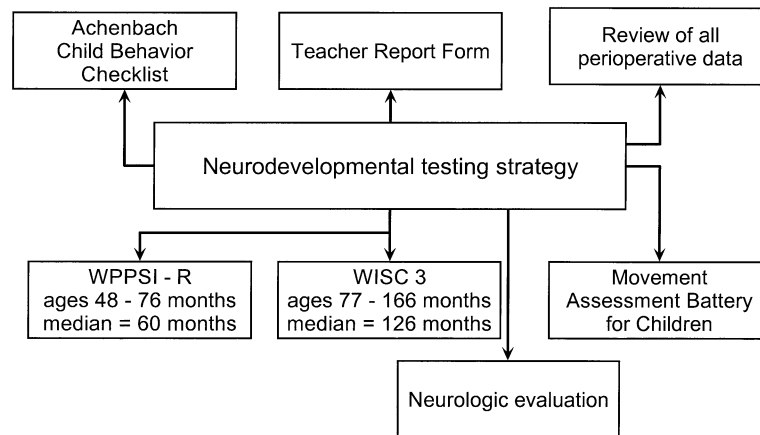 Achenbach
Child Behavior
Checklist
Teacher Report Form
Review of all
perioperative data
Neurodevelopmental testing strategy
WPPSI - R
ages 48 - 76 months
median = 60 months
WISC 3
ages 77 - 166 months
median = 126 months
Movement
Assessment Battery
for Children
Neurologic evaluation